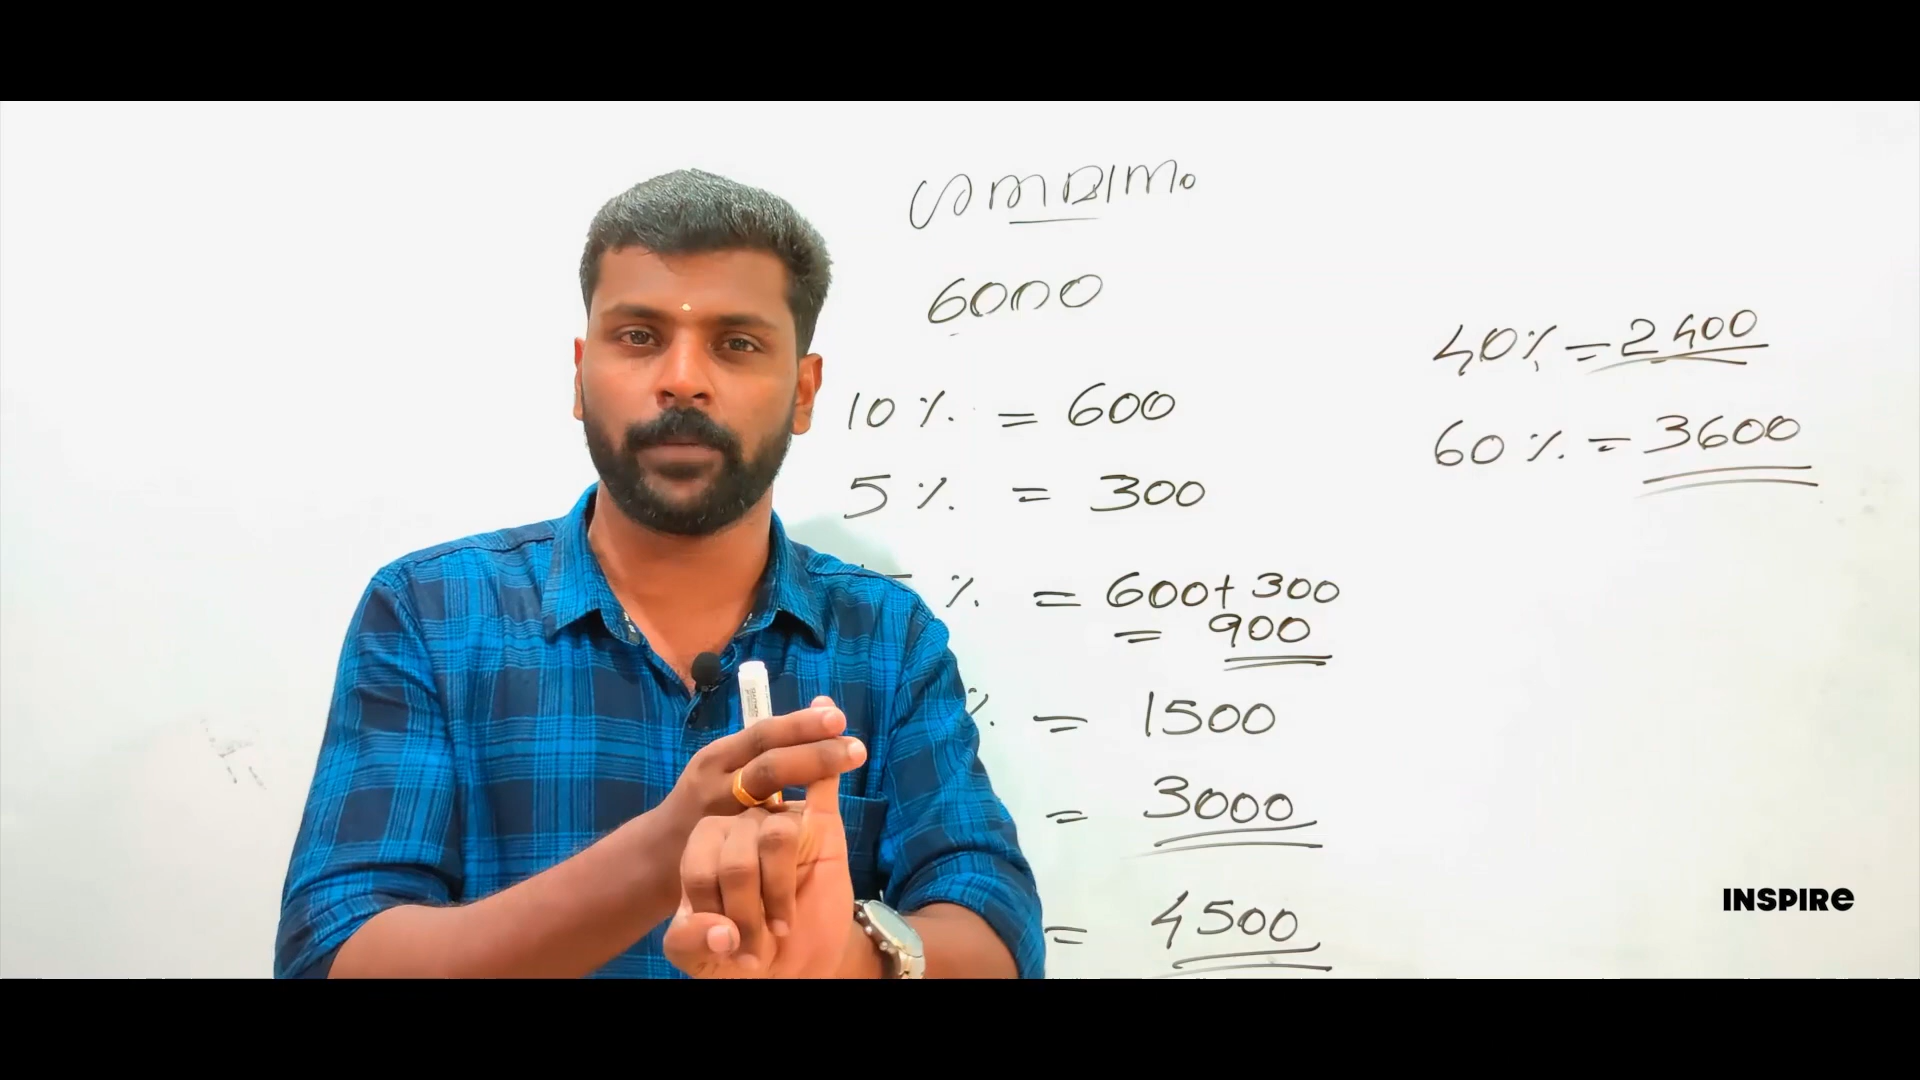 ശതമാനം
6000
10% = 600
5% = 300
% = 600+300
= 900
%. = 1500
= 3000
= 4500
40% = 2400
60% = 3600
INSPIRe